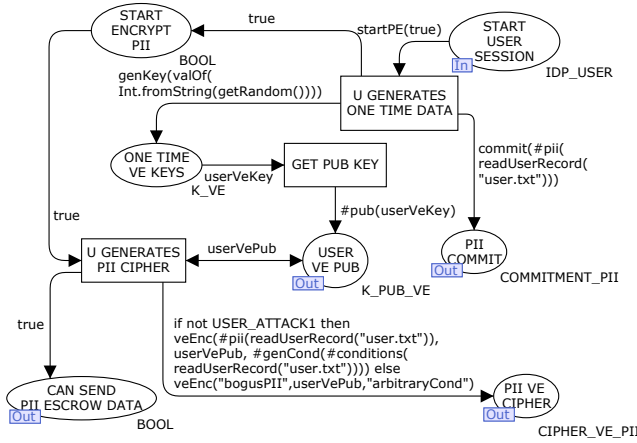 START
ENCRYPT
PII
true
startPE(true)
START
USER
SESSION
In
IDP_USER
BOOL
genKey(valOf(
Int.fromString(getRandom())))
U GENERATES
ONE TIME DATA
ONE TIME
VE KEYS
userVeKey
K_VE
GET PUB KEY
commit(#pii(
readUserRecord(
"user.txt")))
true
#pub(userVeKey)
U GENERATES
PII CIPHER
userVePub
USER
VE PUB
Out
K_PUB_VE
PII
COMMIT
Out
COMMITMENT_PII
true
if not USER_ATTACK1 then
veEnc(#pii(readUserRecord("user.txt")),
userVePub, #genCond(#conditions(
readUserRecord("user.txt")))) else
veEnc("bogusPII",userVePub,"arbitraryCond")
CAN SEND
PII ESCROW DATA
Out
BOOL
PII VE
CIPHER
Out
CIPHER_VE_PII